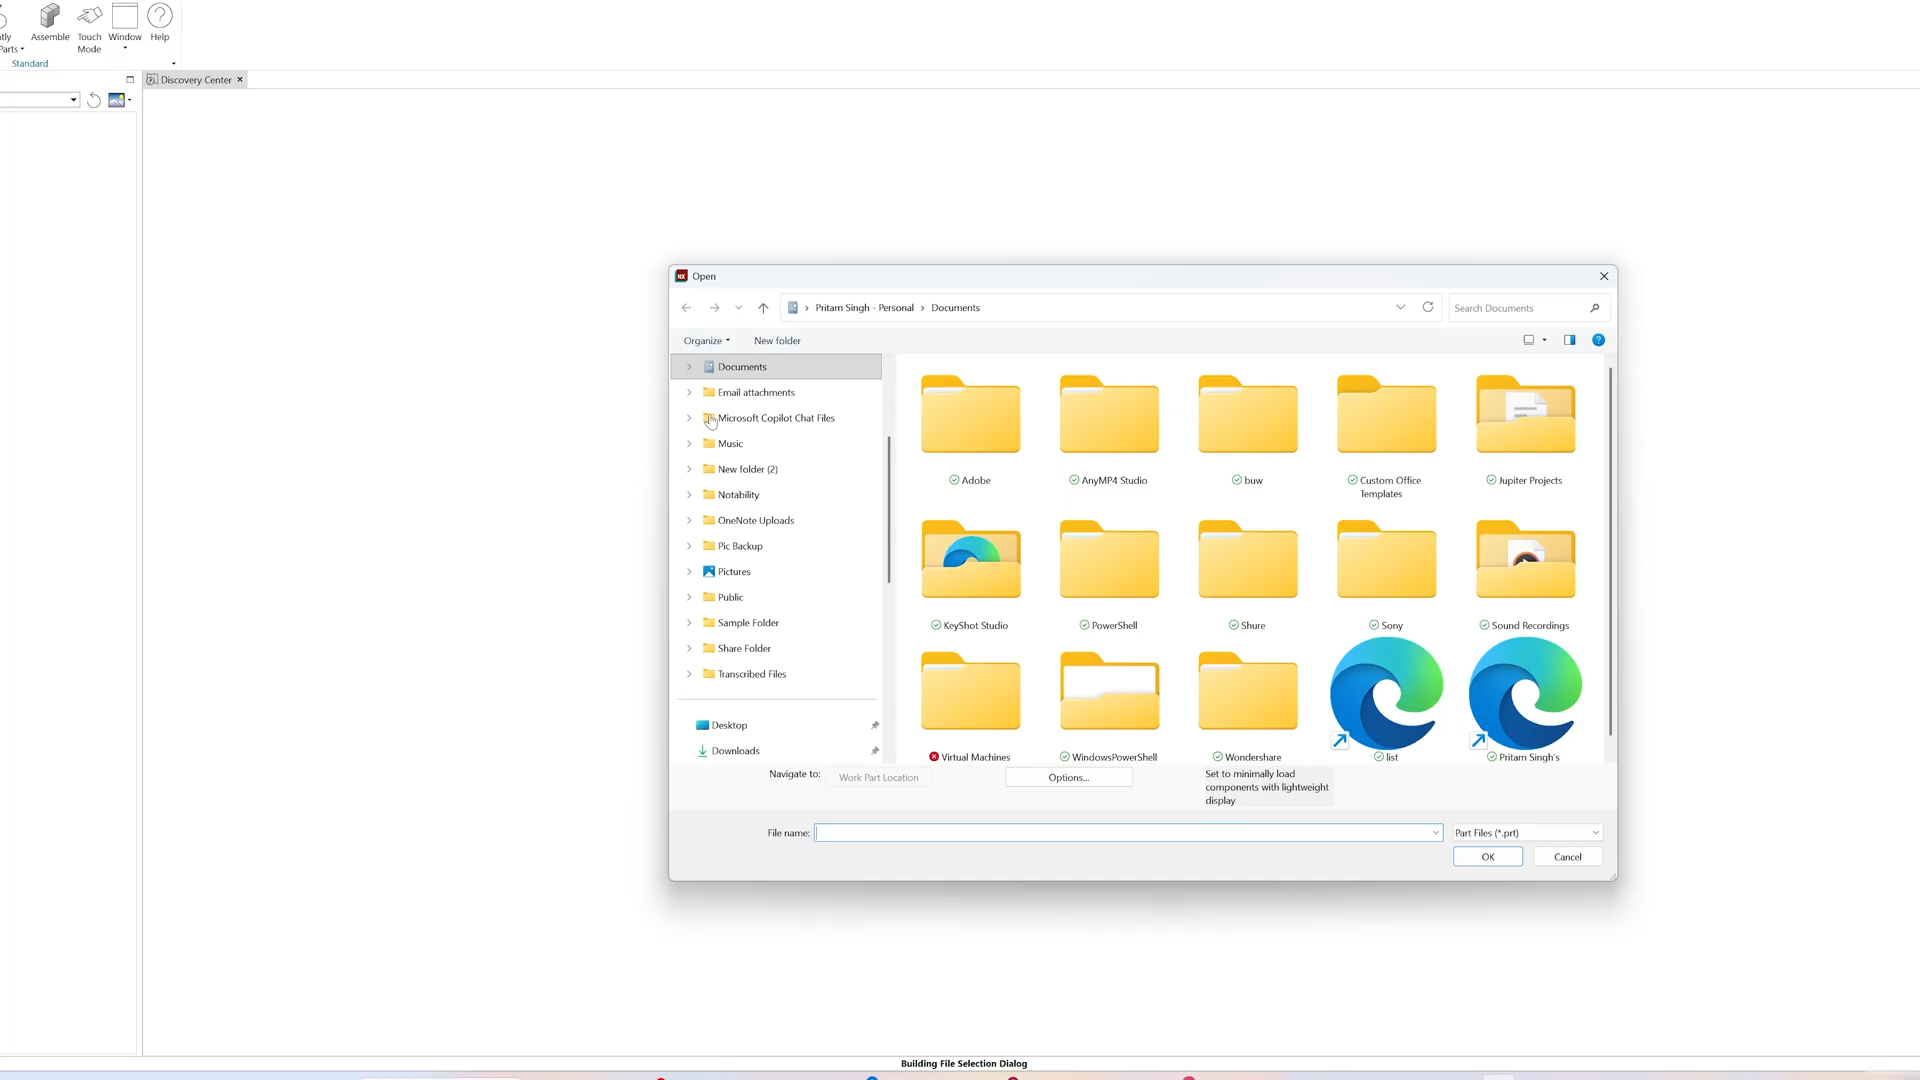 Assemble
Touch Mode
Window
Help
Parts
Standard
Discovery Center
NX Open
Pritam Singh - Personal > Documents
Search Documents
Organize
New folder
Documents
Email attachments
Microsoft Copilot Chat Files
Music
New folder (2)
Notability
OneNote Uploads
Pic Backup
Pictures
Public
Sample Folder
Share Folder
Transcribed Files
Desktop
Downloads
Adobe
AnyMP4 Studio
buw
Custom Office
Templates
Jupiter Projects
KeyShot Studio
PowerShell
Shure
Sony
Sound Recordings
Virtual Machines
WindowsPowerShell
Wondershare
list
Pritam Singh's
Navigate to:
Work Part Location
Options...
Set to minimally load
components with lightweight
display
File name:
Part Files (*.prt)
OK
Cancel
Building File Selection Dialog